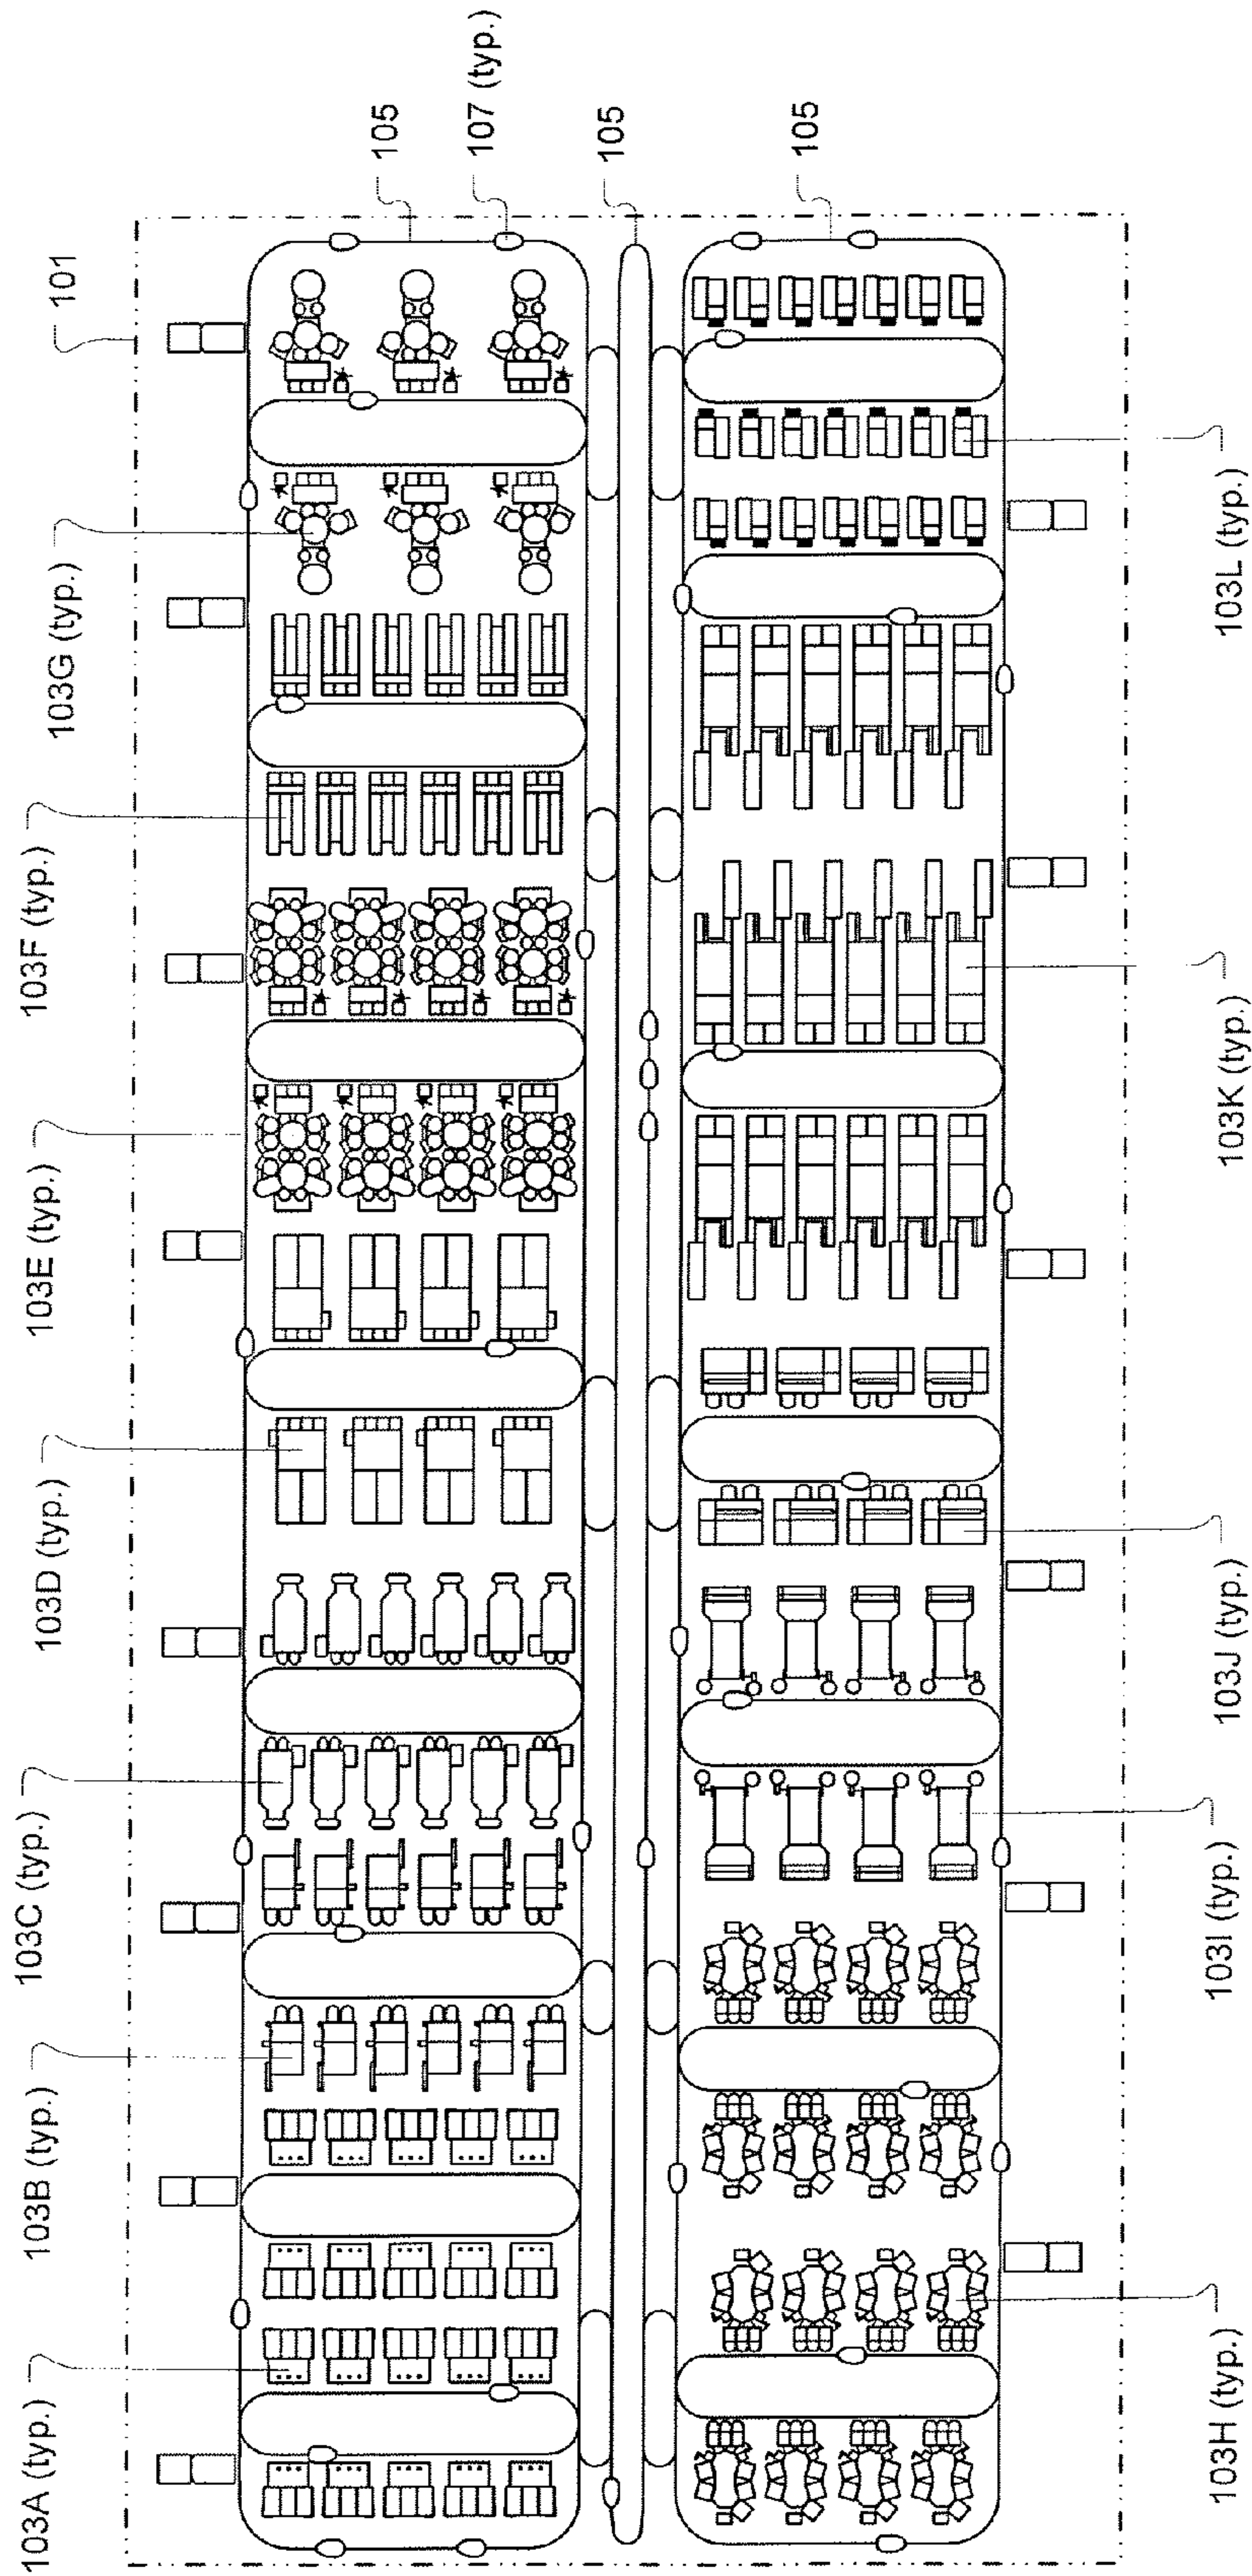 101
105
107 (typ.)
105
105
103A (typ.)
103B (typ.)
103C (typ.)
103D (typ.)
103E (typ.)
103F (typ.)
103G (typ.)
103H (typ.)
103I (typ.)
103J (typ.)
103K (typ.)
103L (typ.)